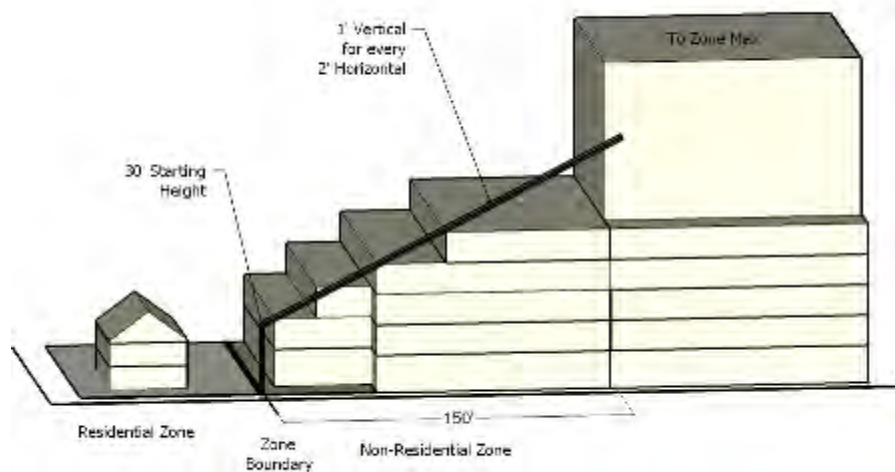 1' Vertical
for every
2' Horizontal
To Zone Max
30' Starting
Height
150'
Residential Zone
Zone
Boundary
Non-Residential Zone